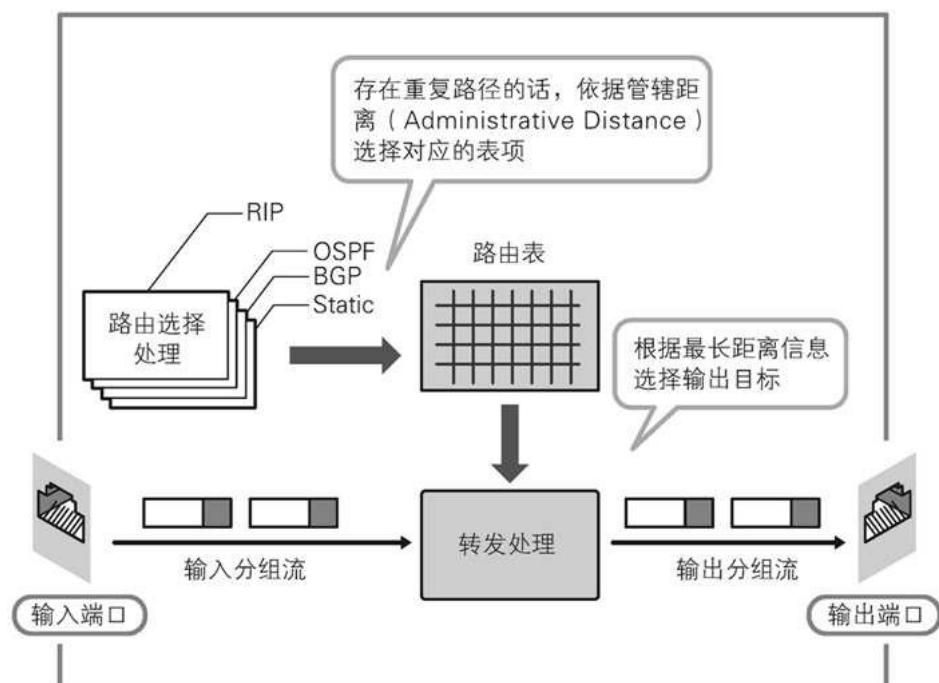 存在重复路径的话，依据管辖距
离（Administrative Distance）
选择对应的表项
RIP
OSPF
BGP
Static
路由选择
处理
路由表
根据最长距离信息
选择输出目标
转发处理
输入分组流
输出分组流
输入端口
输出端口